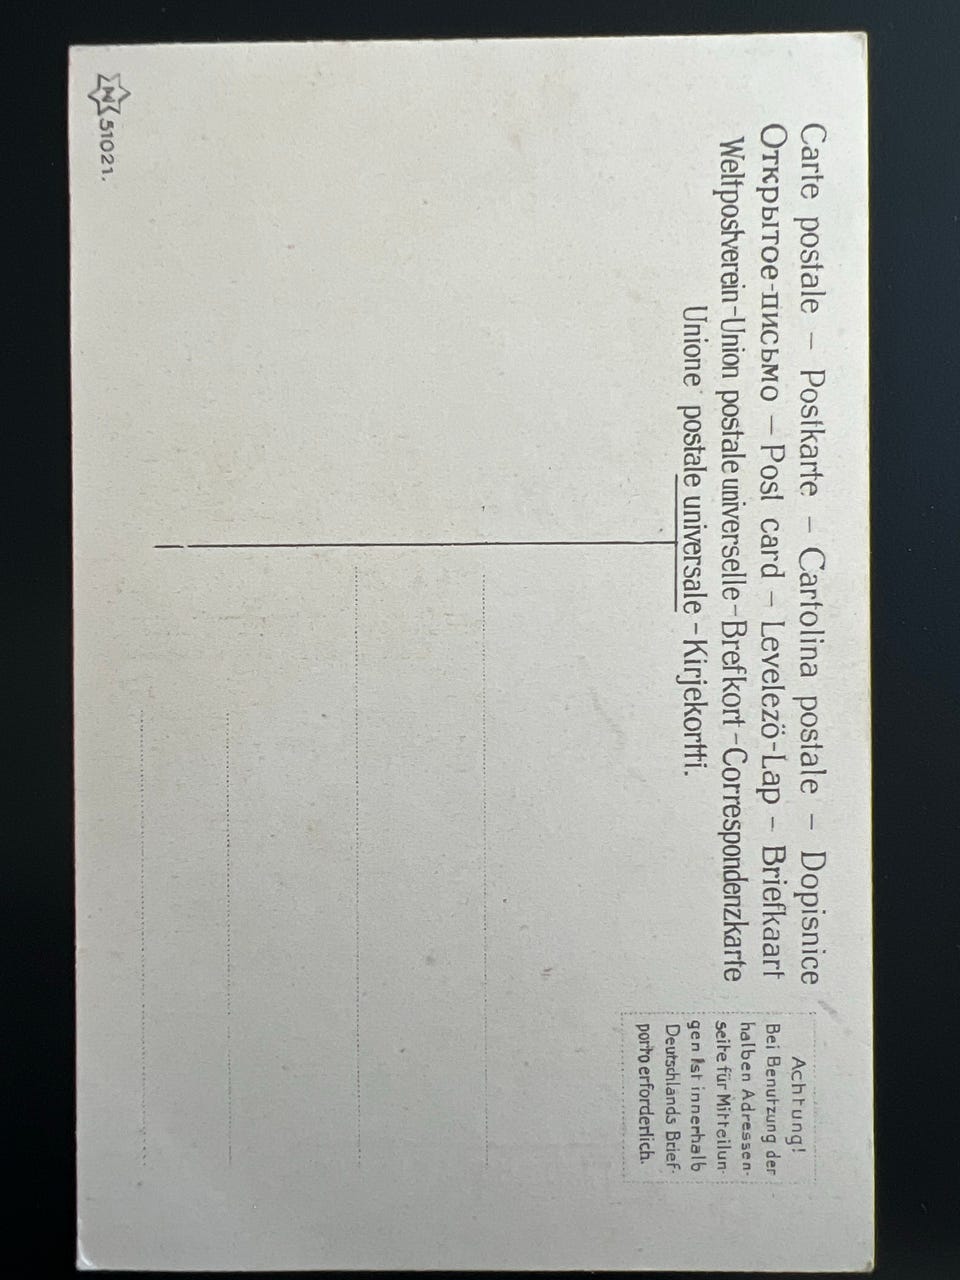 Carte postale – Postkarte – Cartolina postale – Dopisnice
Открытое-письмо – Post card – Levelező-Lap – Briefkaart
Weltpostverein-Union postale universelle-Brefkort-Correspondenzkarte
Unione postale universale-Kirjekortti.
Achtung!
Bei Benutzung der
halben Adressen-
seite für Mitteilun-
gen ist innerhalb
Deutschlands Brief-
porto erforderlich.
51021.